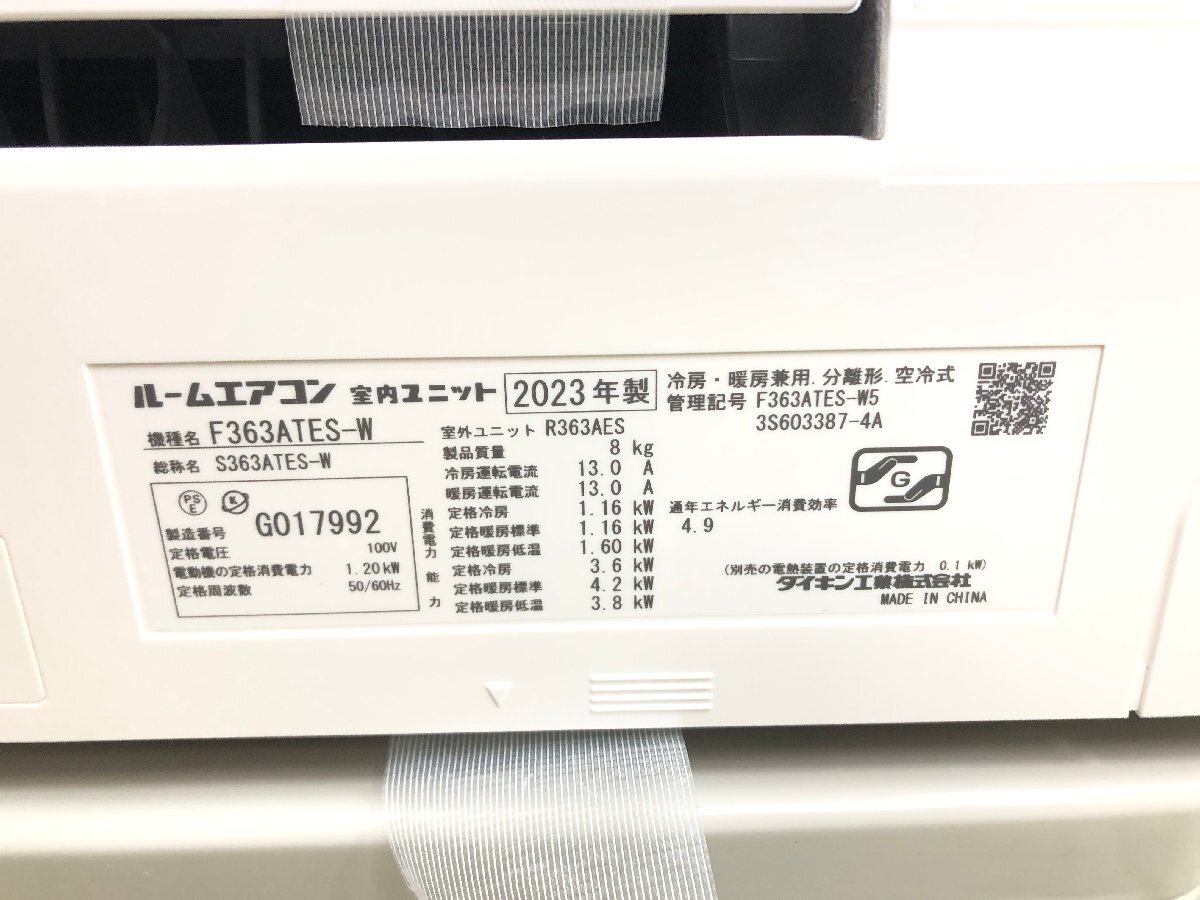 ルームエアコン 室内ユニット 2023年製
機種名 F363ATES-W
総称名 S363ATES-W
PS
E
K
製造番号 G017992
定格電圧 100V
電動機の定格消費電力 1.20kW
定格周波数 50/60Hz
室外ユニット R363AES
製品質量 8 kg
冷房運転電流 13.0 A
暖房運転電流 13.0 A
消費電力
定格冷房 1.16 kW
定格暖房標準 1.16 kW
定格暖房低温 1.60 kW
能力
定格冷房 3.6 kW
定格暖房標準 4.2 kW
定格暖房低温 3.8 kW
冷房・暖房兼用.分離形.空冷式
管理記号 F363ATES-W5
3S603387-4A
G
通年エネルギー消費効率
4.9
(別売の電熱装置の定格消費電力 0.1 kW)
ダイキン工業株式会社
MADE IN CHINA